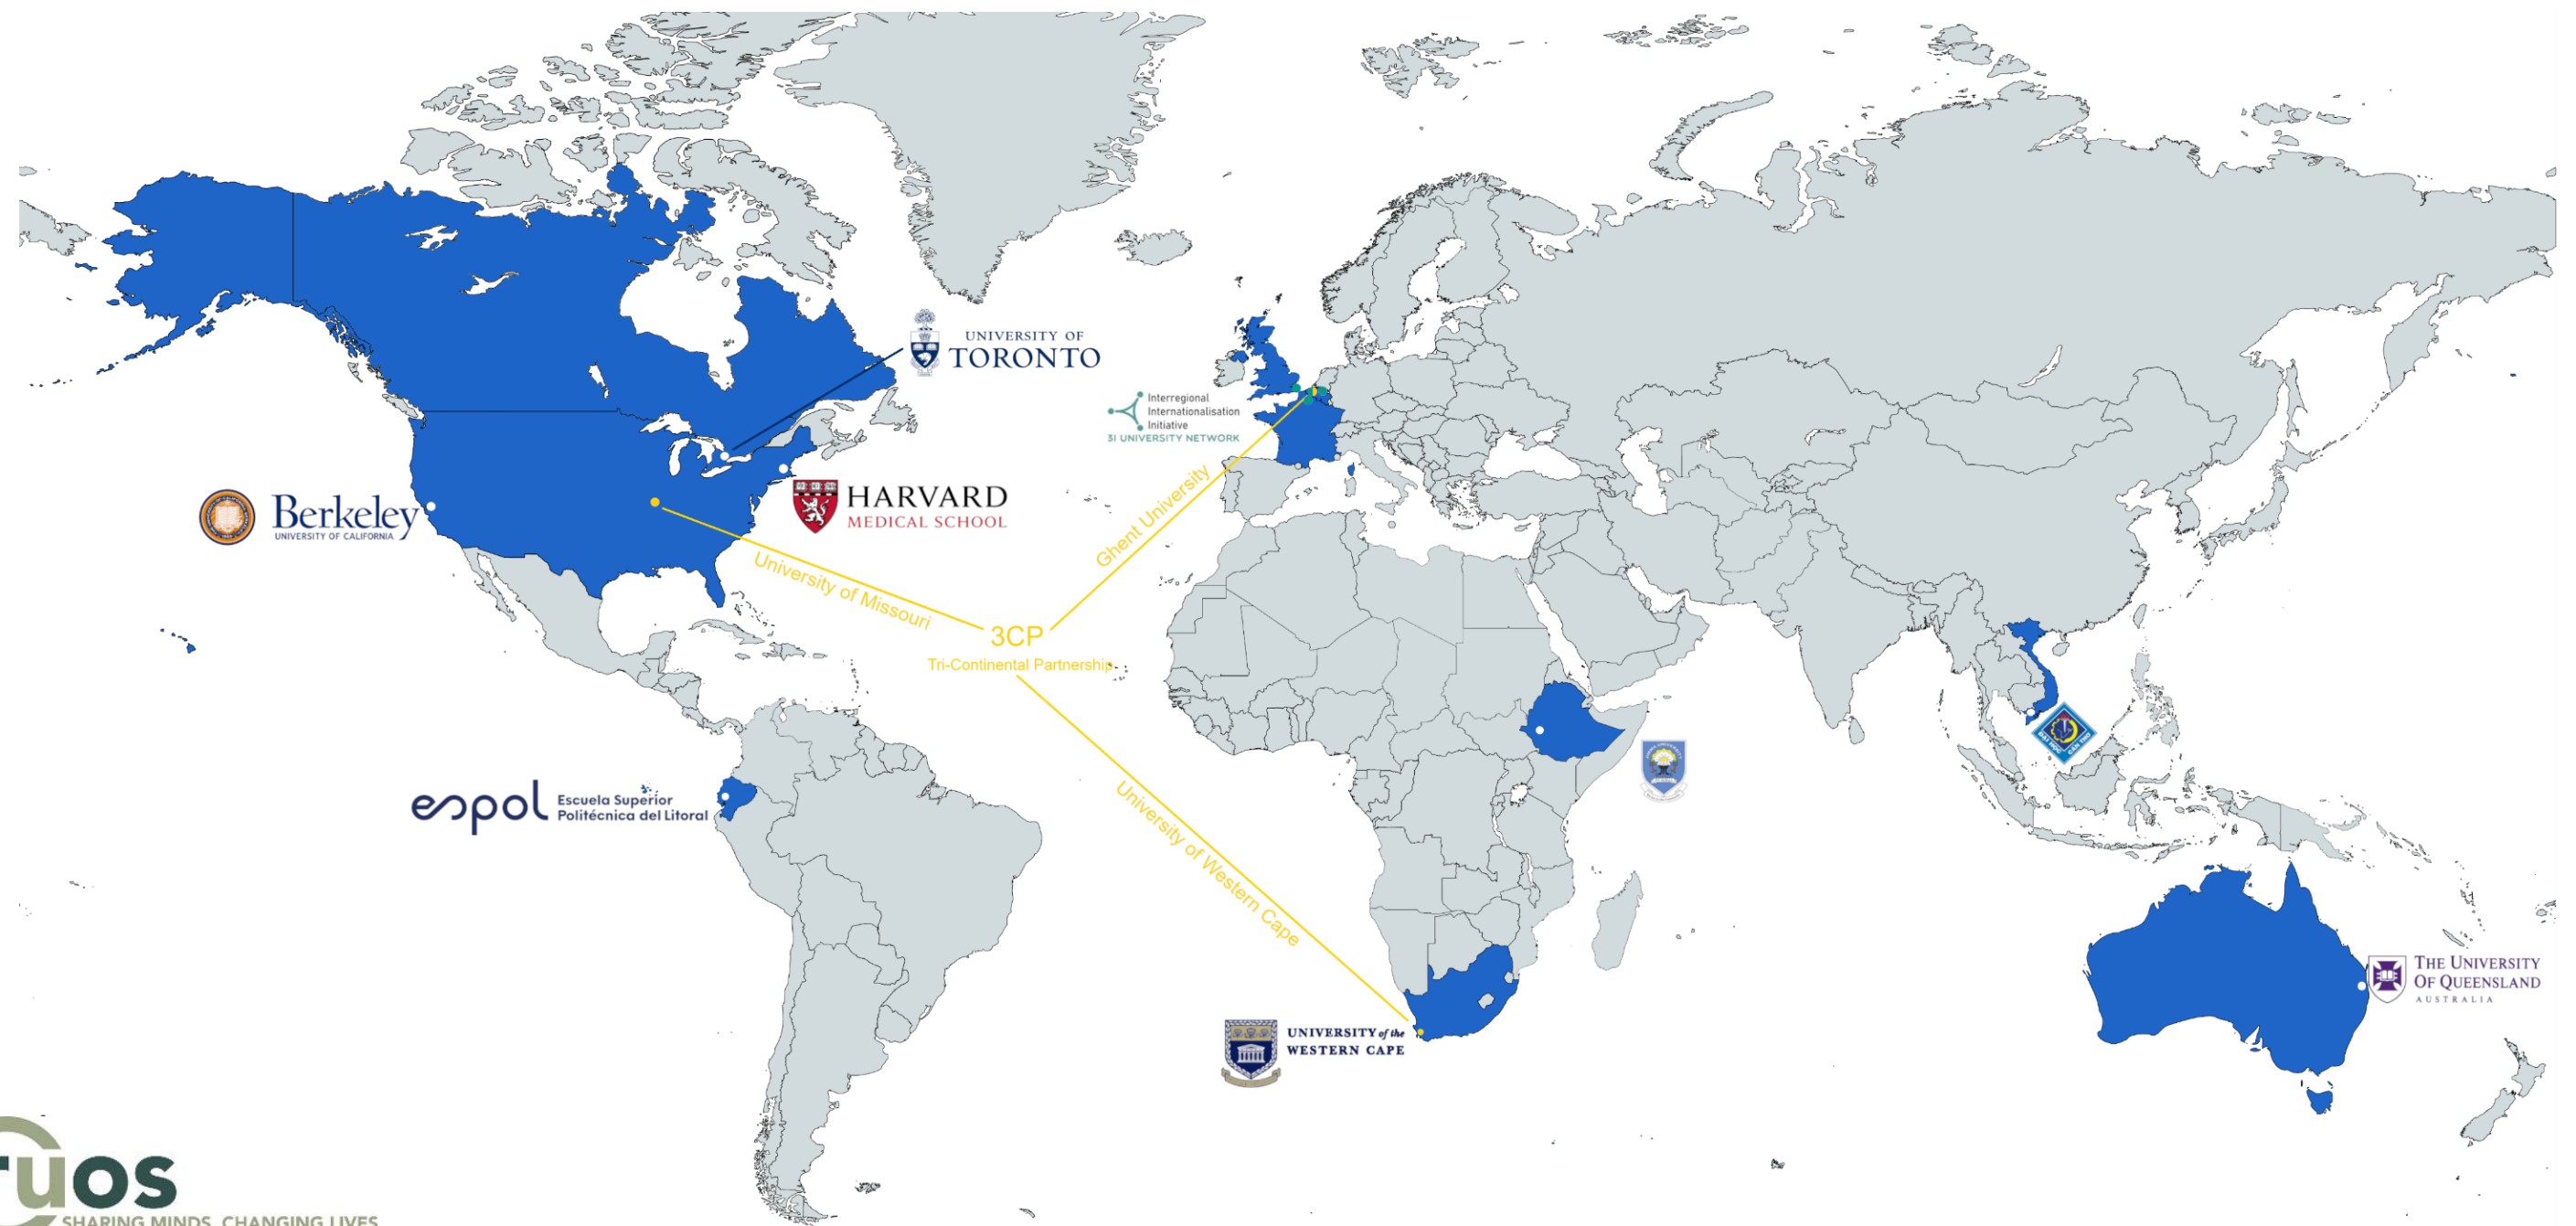 UNIVERSITY OF
TORONTO
Interregional
Internationalisation
Initiative
3I UNIVERSITY NETWORK
Berkeley
UNIVERSITY OF CALIFORNIA
HARVARD
MEDICAL SCHOOL
Ghent University
University of Missouri
3CP
Tri-Continental Partnership
espol
Escuela Superior
Politécnica del Litoral
University of Western Cape
UNIVERSITY of the
WESTERN CAPE
THE UNIVERSITY
OF QUEENSLAND
AUSTRALIA
uos
SHARING MINDS, CHANGING LIVES